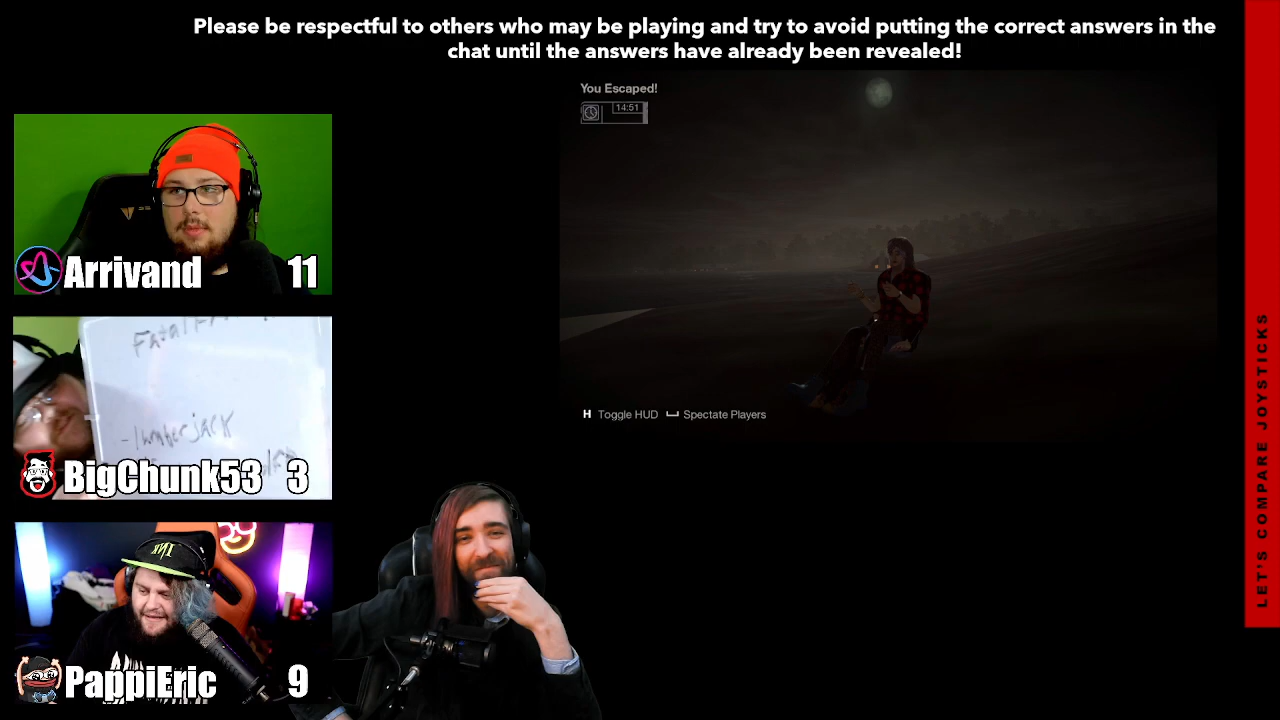 Please be respectful to others who may be playing and try to avoid putting the correct answers in the
chat until the answers have already been revealed!
You Escaped!
14:51
Arrivand 11
Fatal
-lumberjack
BigChunk53 3
H Toggle HUD Spectate Players
INK
PappiEric 9
LET'S COMPARE JOYSTICKS